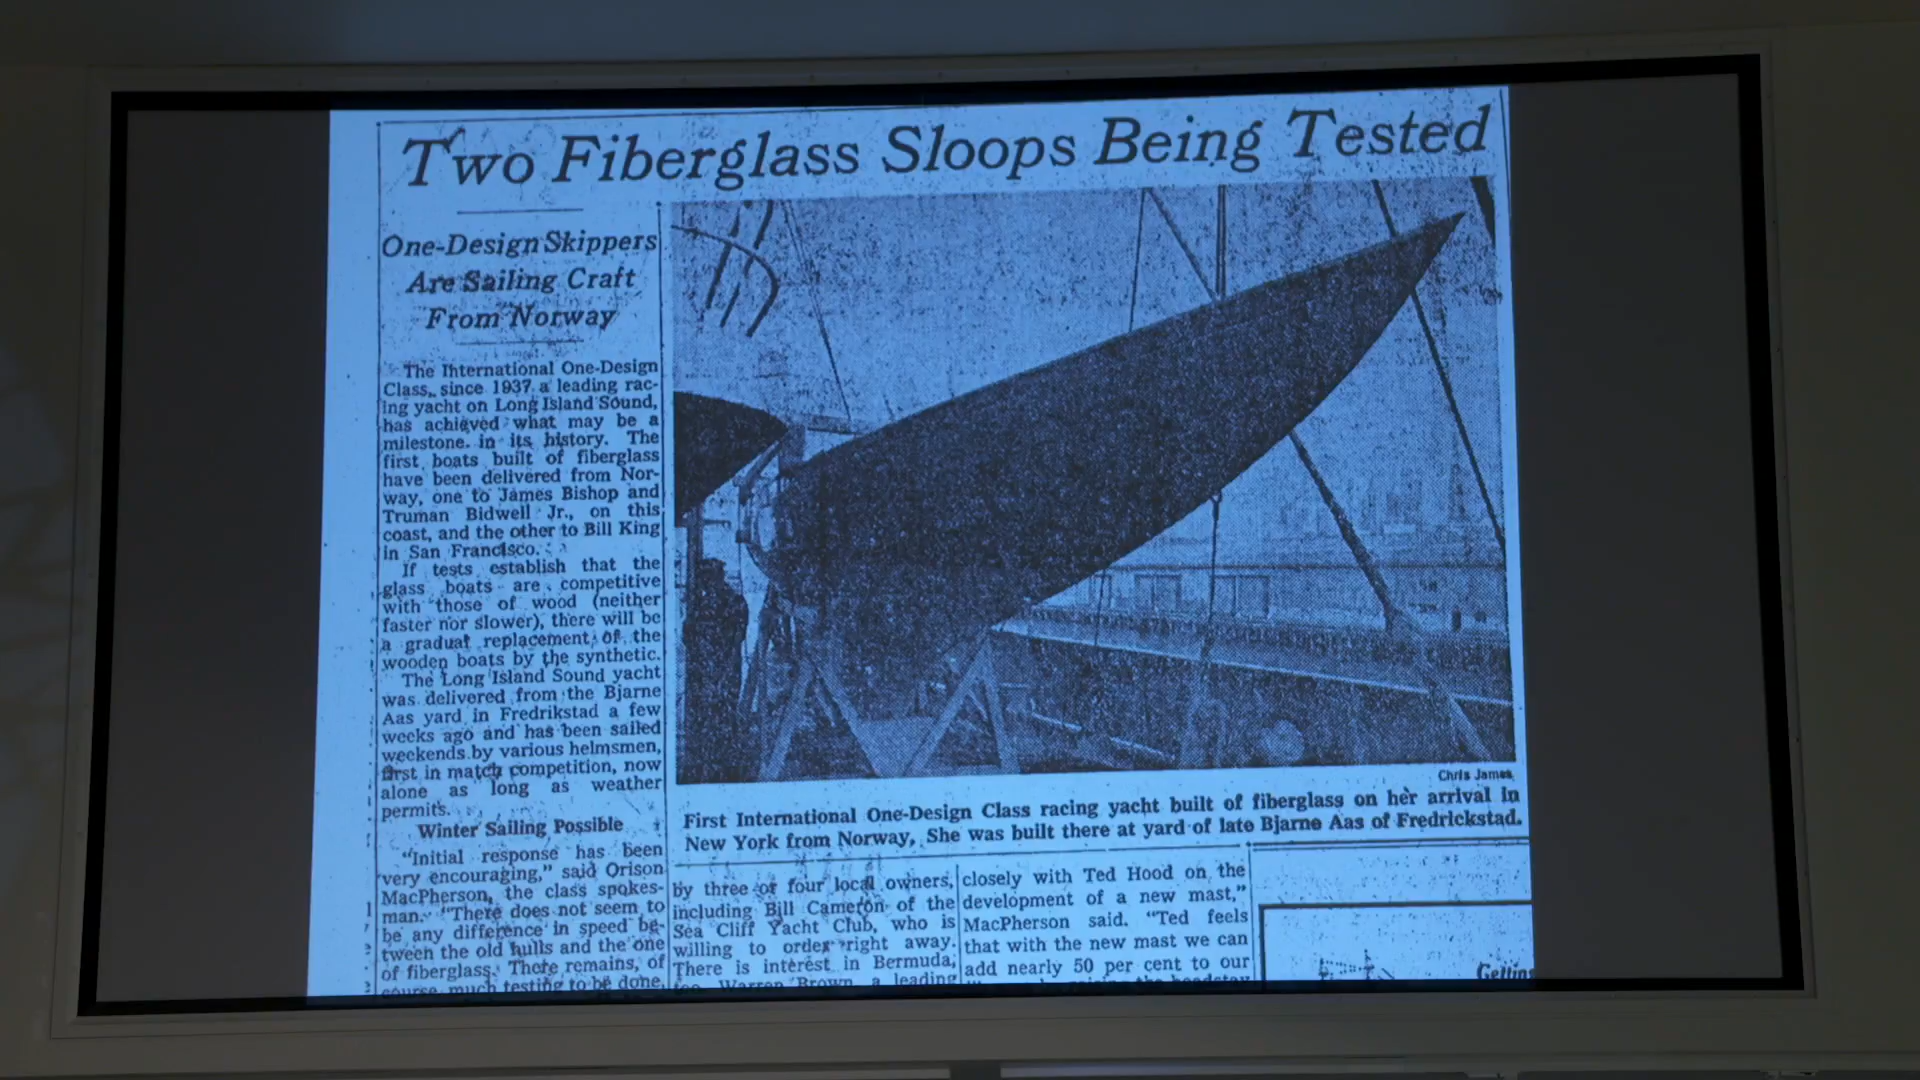 Two Fiberglass Sloops Being Tested
One-Design Skippers
Are Sailing Craft
From Norway
The International One-Design
Class, since 1937 a leading rac-
ing yacht on Long Island Sound,
has achieved what may be a
milestone in its history. The
first boats built of fiberglass
have been delivered from Nor-
way, one to James Bishop and
Truman Bidwell Jr., on this
coast, and the other to Bill King
in San Francisco.
If tests establish that the
glass boats are competitive
with those of wood (neither
faster nor slower), there will be
a gradual replacement of the
wooden boats by the synthetic.
The Long Island Sound yacht
was delivered from the Bjarne
Aas yard in Fredrikstad a few
weeks ago and has been sailed
weekends by various helmsmen,
first in match competition, now
alone as long as weather
permits.
Winter Sailing Possible
"Initial response has been
very encouraging," said Orison
MacPherson, the class spokes-
man. "There does not seem to
be any difference in speed be-
tween the old hulls and the one
of fiberglass. There remains, of
course, much testing to be done,
Chris James
First International One-Design Class racing yacht built of fiberglass on her arrival in
New York from Norway. She was built there at yard of late Bjarne Aas of Fredrickstad.
by three or four local owners,
including Bill Cameron of the
Sea Cliff Yacht Club, who is
willing to order right away.
There is interest in Bermuda,
too. Warren Brown, a leading
closely with Ted Hood on the
development of a new mast,"
MacPherson said. "Ted feels
that with the new mast we can
add nearly 50 per cent to our
the headstay
Getting